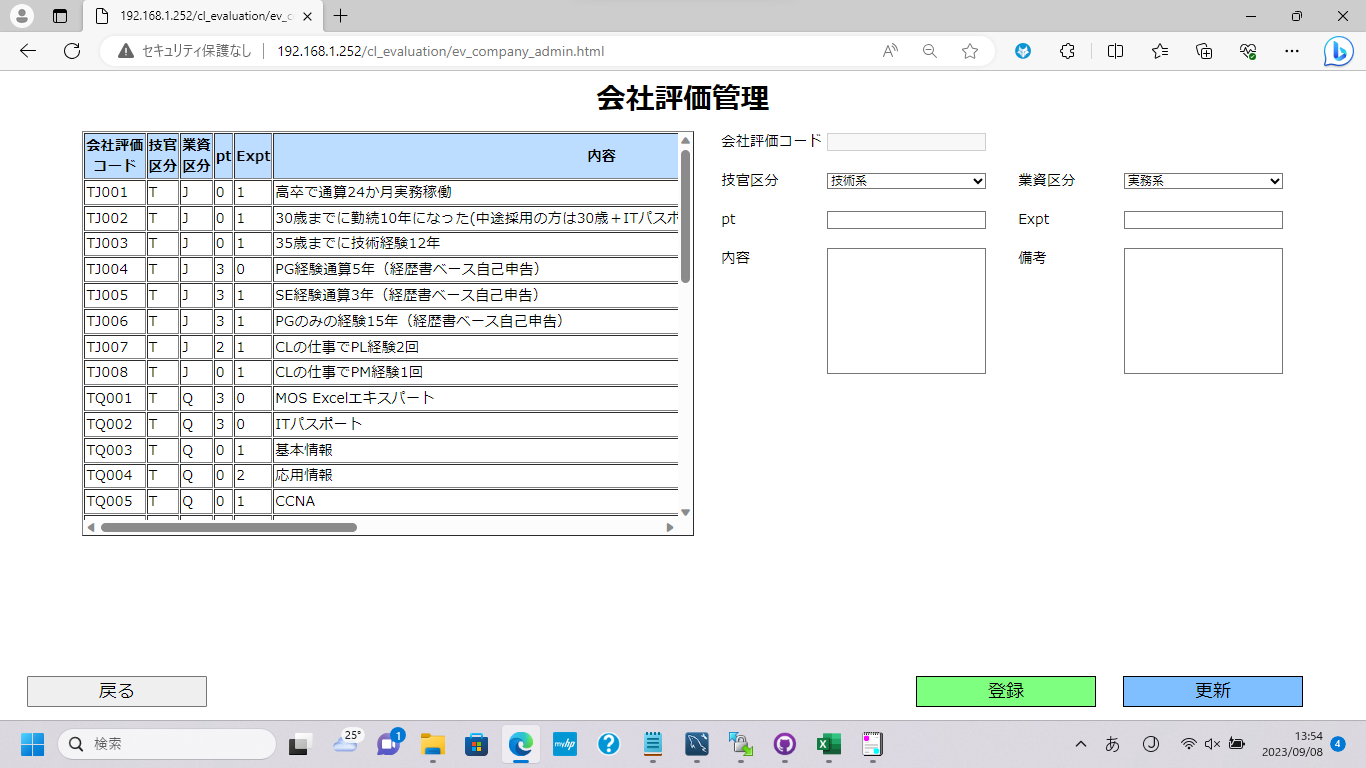 192.168.1.252/cl_evaluation/ev_c
セキュリティ保護なし
192.168.1.252/cl_evaluation/ev_company_admin.html
会社評価管理
会社評価コード 技官区分 業資区分 pt Expt 内容
TJ001 T J 0 1 高卒で通算24か月実務稼働
TJ002 T J 0 1 30歳までに勤続10年になった(中途採用の方は30歳＋ITパスポ
TJ003 T J 0 1 35歳までに技術経験12年
TJ004 T J 3 0 PG経験通算5年（経歴書ベース自己申告）
TJ005 T J 3 1 SE経験通算3年（経歴書ベース自己申告）
TJ006 T J 3 1 PGのみの経験15年（経歴書ベース自己申告）
TJ007 T J 2 1 CLの仕事でPL経験2回
TJ008 T J 0 1 CLの仕事でPM経験1回
TQ001 T Q 3 0 MOS Excelエキスパート
TQ002 T Q 3 0 ITパスポート
TQ003 T Q 0 1 基本情報
TQ004 T Q 0 2 応用情報
TQ005 T Q 0 1 CCNA
会社評価コード
技官区分 技術系 業資区分 実務系
pt Expt
内容 備考
戻る 登録 更新
検索
25°
1
myhp
あ
13:54
2023/09/08
4